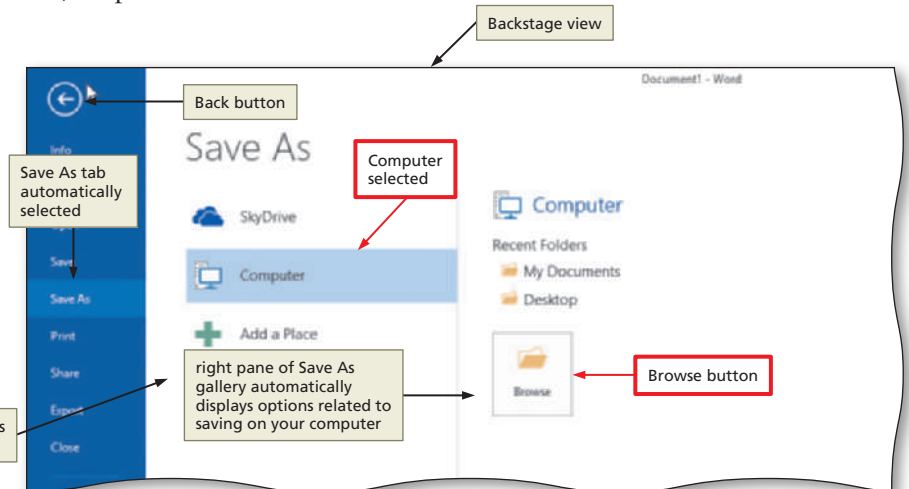 Backstage view
Document1 - Word
Back button
Info
Save As
Computer
selected
Save As tab
automatically
selected
SkyDrive
Computer
Recent Folders
My Documents
Desktop
Save
Computer
Save As
Print
Add a Place
Share
right pane of Save As
gallery automatically
displays options related to
saving on your computer
Browse
Browse button
Export
Close